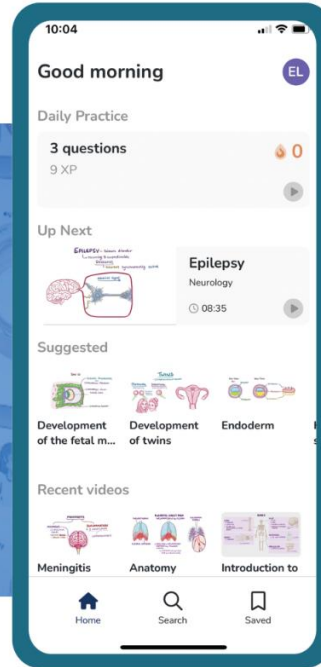 10:04
Good morning
EL
Daily Practice
3 questions
0
9 XP
Up Next
EPILEPSY
Epilepsy
Neurology
08:35
Suggested
Development
of the fetal m...
Development
of twins
Endoderm
Recent videos
Meningitis
Anatomy
Introduction to
Home
Search
Saved